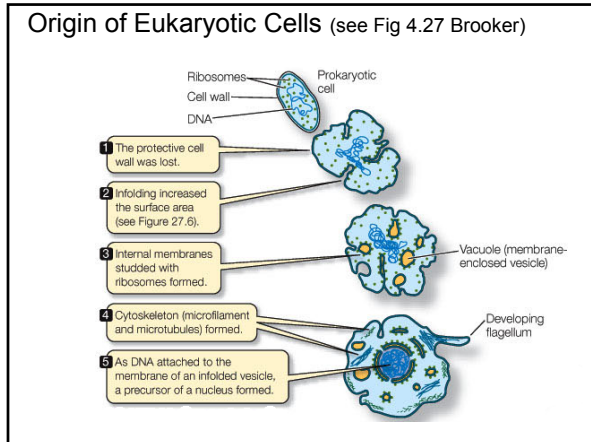 Origin of Eukaryotic Cells (see Fig 4.27 Brooker)
Ribosomes
Prokaryotic
cell
Cell wall
DNA
1 The protective cell
wall was lost.
2 Infolding increased
the surface area
(see Figure 27.6).
3 Internal membranes
studded with
ribosomes formed.
Vacuole (membrane-
enclosed vesicle)
4 Cytoskeleton (microfilament
and microtubules) formed.
Developing
flagellum
5 As DNA attached to the
membrane of an infolded vesicle,
a precursor of a nucleus formed.